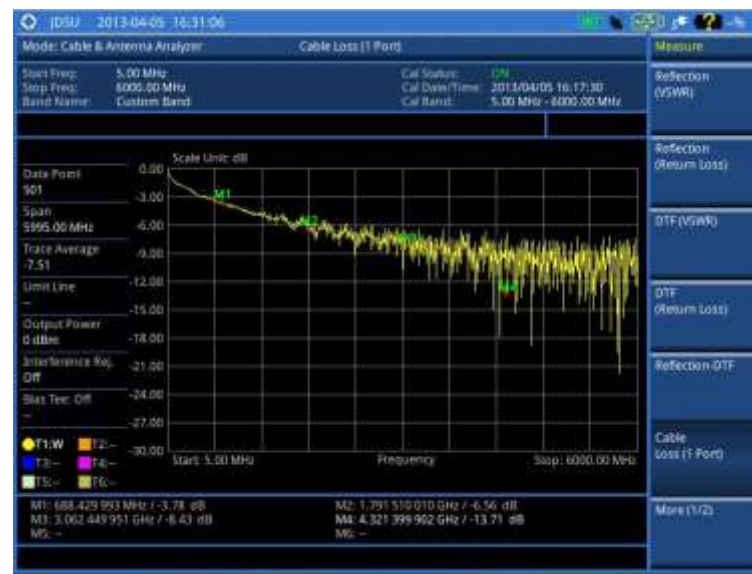 JDSU 2013-04-05 16:31:06
Mode: Cable & Antenna Analyzer Cable Loss (1 Port)
Start Freq: 5.00 MHz
Stop Freq: 6000.00 MHz
Band Name: Custom Band
Cal Status: ON
Cal Date/Time: 2013/04/05 16:17:30
Cal Band: 5.00 MHz - 6000.00 MHz
Scale Unit: dB
Data Point
501
Span
5995.00 MHz
Trace Average
-7.51
Limit Line
--
Output Power
0 dBm
Interference Rej.
Off
Bias Tee: Off
--
T1:W T2:--
T3:-- T4:--
T5:-- T6:--
0.00
-3.00
-6.00
-9.00
-12.00
-15.00
-18.00
-21.00
-24.00
-27.00
-30.00
M1
M2
M4
Start: 5.00 MHz Frequency Stop: 6000.00 MHz
M1: 688.429 993 MHz / -3.78 dB M2: 1.791 510 010 GHz / -6.56 dB
M3: 3.062 449 951 GHz / -8.43 dB M4: 4.321 399 902 GHz / -13.71 dB
M5: -- M6: --
Measure
Reflection
(VSWR)
Reflection
(Return Loss)
DTF (VSWR)
DTF
(Return Loss)
Reflection-DTF
Cable
Loss (1 Port)
More (1/2)